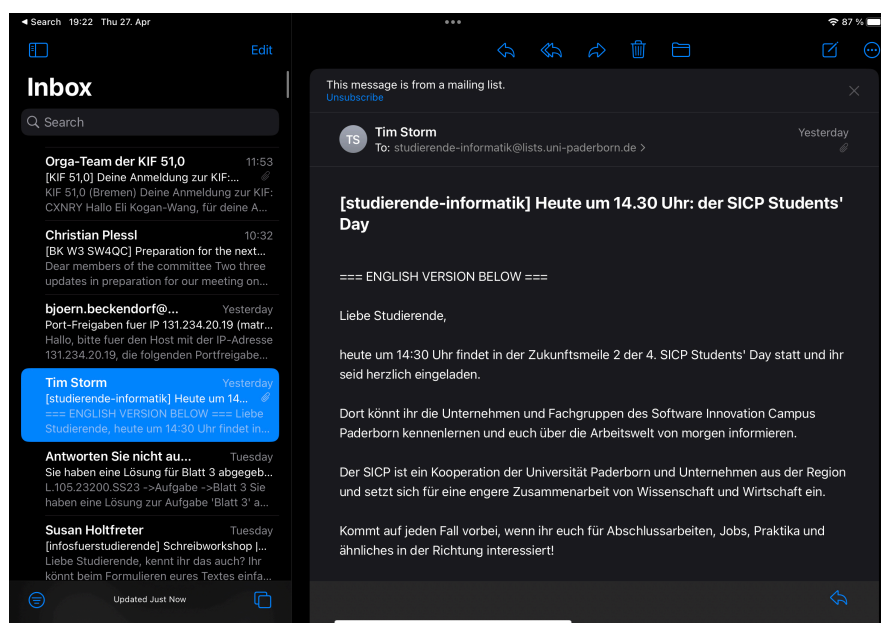 ◀ Search 19:22 Thu 27. Apr
87 %
Edit
Inbox
Search
Orga-Team der KIF 51,0 11:53
[KIF 51,0] Deine Anmeldung zur KIF:...
KIF 51,0 (Bremen) Deine Anmeldung zur KIF:
CXNRY Hallo Eli Kogan-Wang, für deine A...
Christian Plessl 10:32
[BK W3 SW4QC] Preparation for the next...
Dear members of the committee Two three
updates in preparation for our meeting on...
bjoern.beckendorf@... Yesterday
Port-Freigaben fuer IP 131.234.20.19 (matr...
Hallo, bitte fuer den Host mit der IP-Adresse
131.234.20.19, die folgenden Portfreigabe...
Tim Storm Yesterday
[studierende-informatik] Heute um 14...
=== ENGLISH VERSION BELOW === Liebe
Studierende, heute um 14:30 Uhr findet in...
Antworten Sie nicht au... Tuesday
Sie haben eine Lösung für Blatt 3 abgegeb...
L.105.23200.SS23 ->Aufgabe ->Blatt 3 Sie
haben eine Lösung zur Aufgabe 'Blatt 3' a...
Susan Holtfreter Tuesday
[infosfuerstudierende] Schreibworkshop |...
Liebe Studierende, kennt ihr das auch? Ihr
könnt beim Formulieren eures Textes einfa...
Updated Just Now
This message is from a mailing list.
Unsubscribe
TS
Tim Storm Yesterday
To: studierende-informatik@lists.uni-paderborn.de >
[studierende-informatik] Heute um 14.30 Uhr: der SICP Students'
Day
=== ENGLISH VERSION BELOW ===
Liebe Studierende,
heute um 14:30 Uhr findet in der Zukunftsmeile 2 der 4. SICP Students' Day statt und ihr
seid herzlich eingeladen.
Dort könnt ihr die Unternehmen und Fachgruppen des Software Innovation Campus
Paderborn kennenlernen und euch über die Arbeitswelt von morgen informieren.
Der SICP ist ein Kooperation der Universität Paderborn und Unternehmen aus der Region
und setzt sich für eine engere Zusammenarbeit von Wissenschaft und Wirtschaft ein.
Kommt auf jeden Fall vorbei, wenn ihr euch für Abschlussarbeiten, Jobs, Praktika und
ähnliches in der Richtung interessiert!